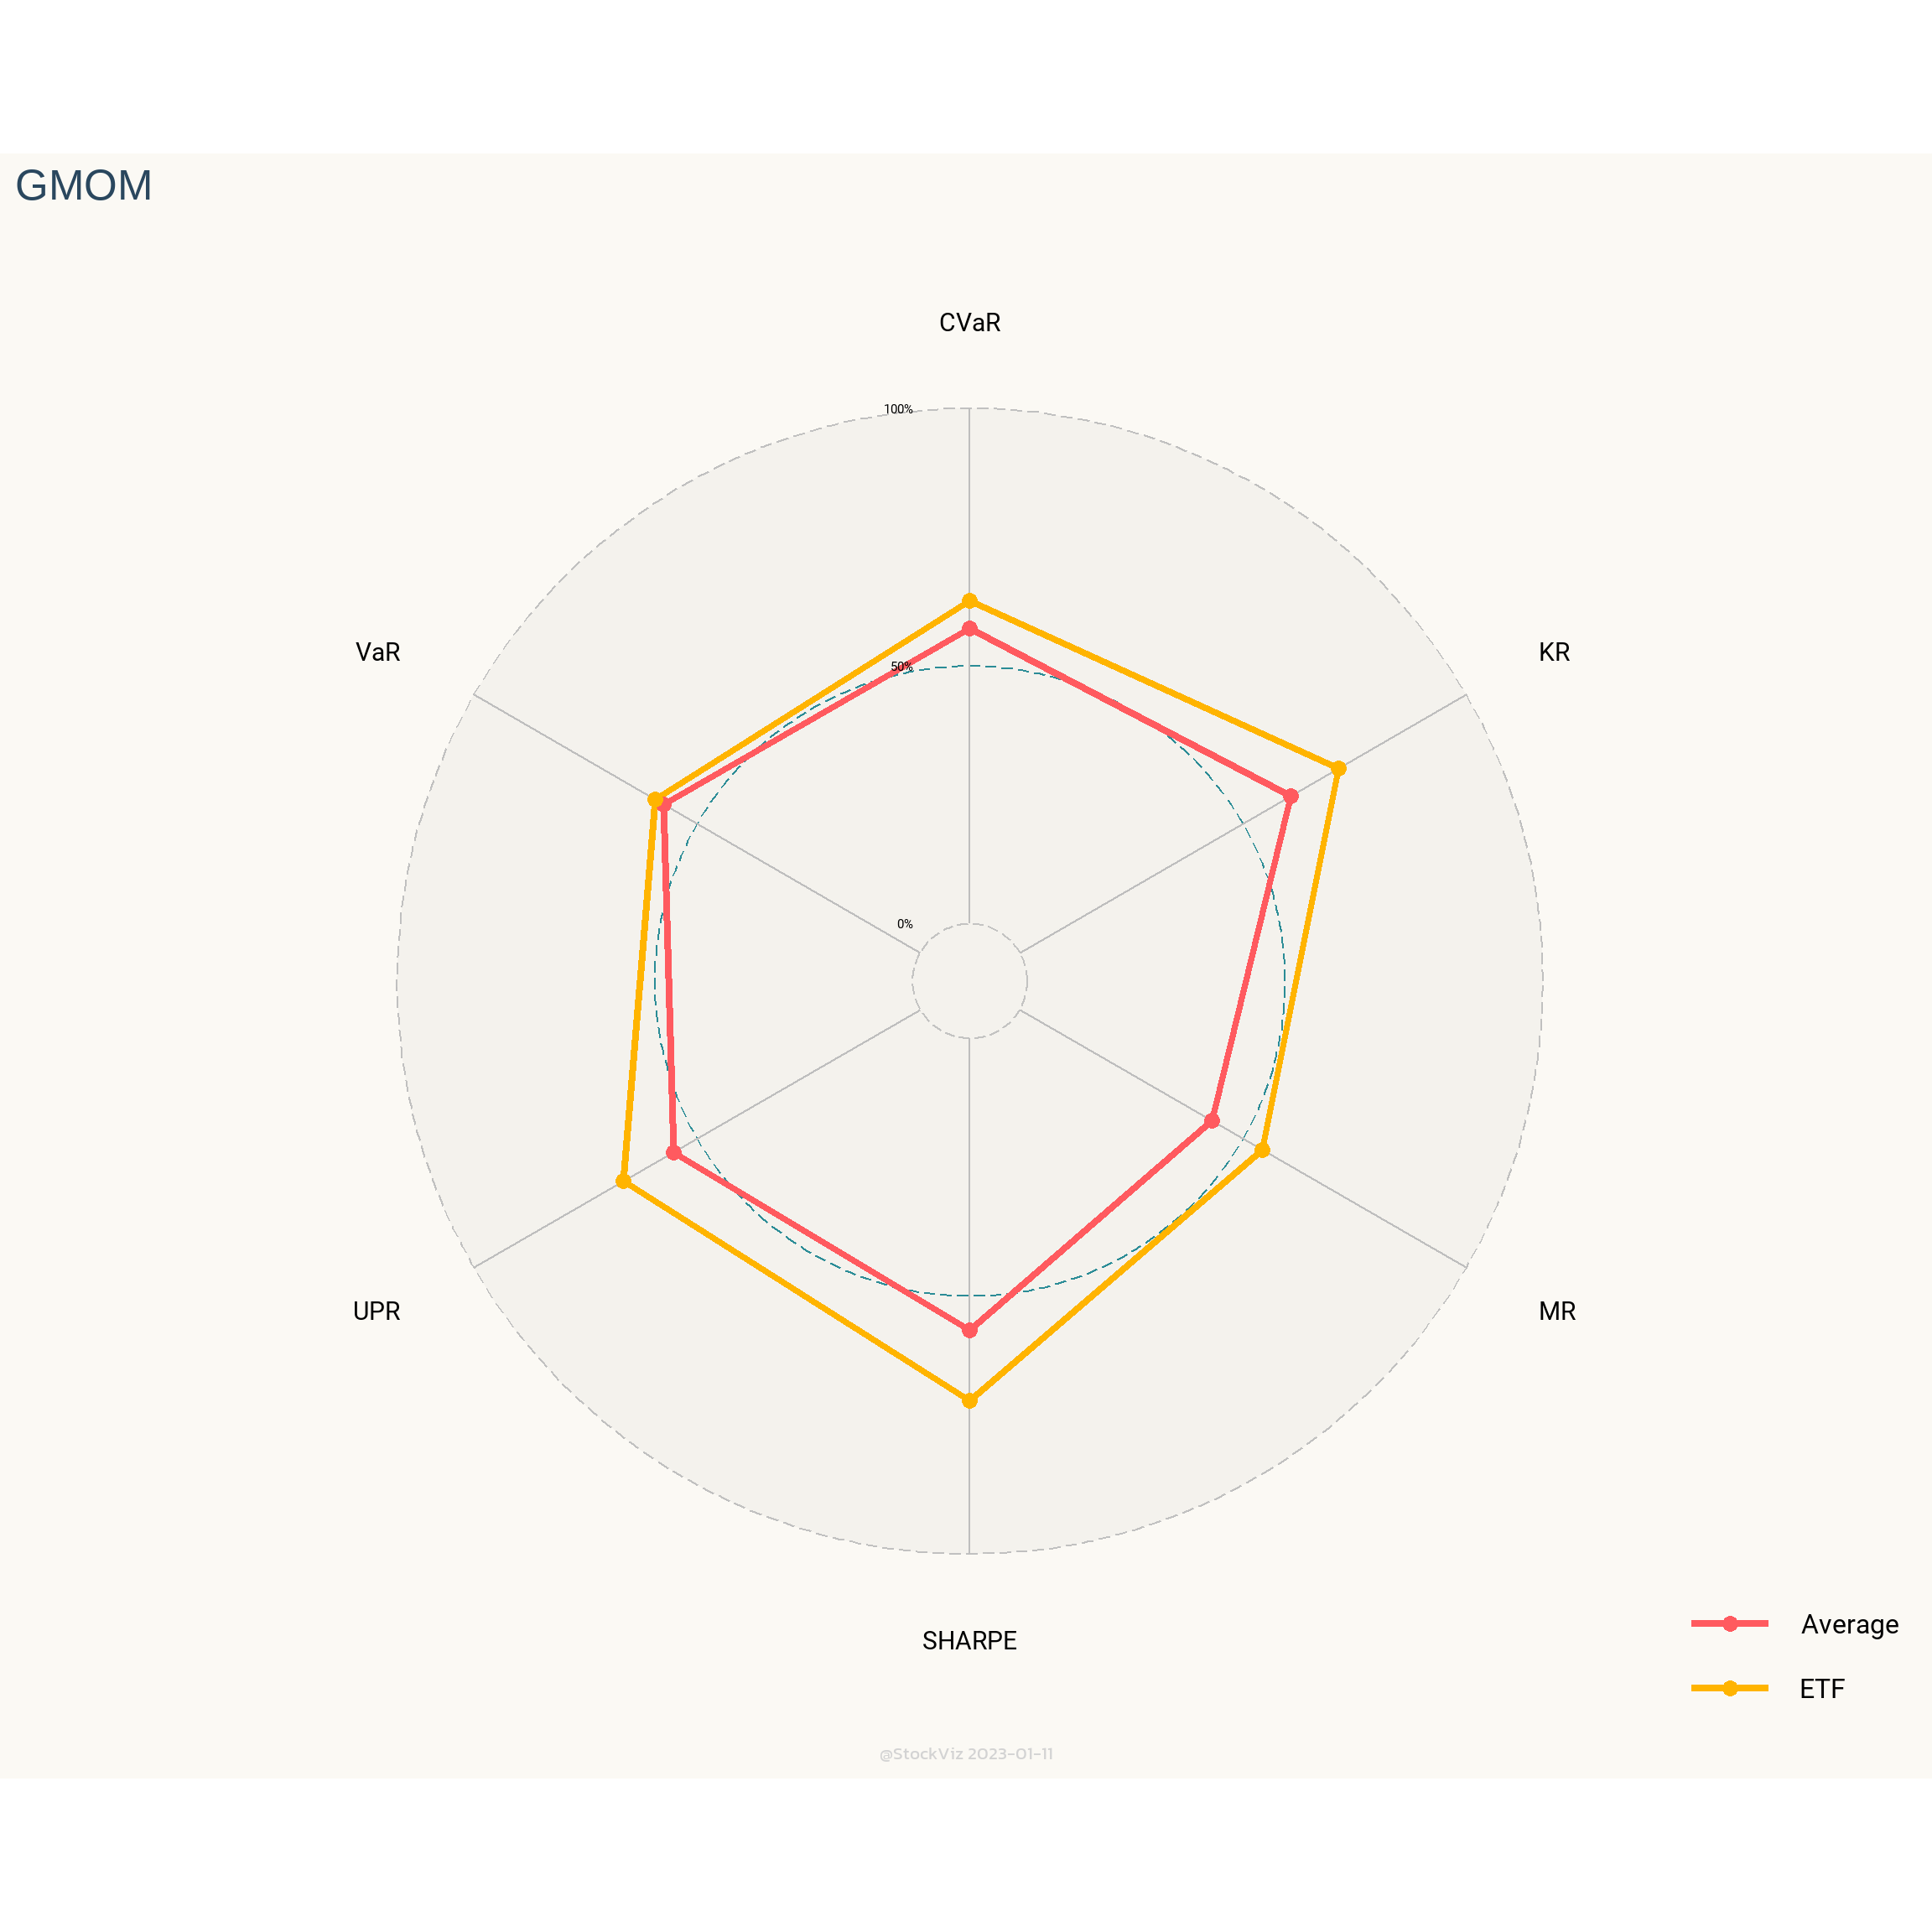 GMOM
CVaR
100%
KR
VaR
50%
0%
UPR
MR
SHARPE
Average
ETF
@StockViz 2023-01-11